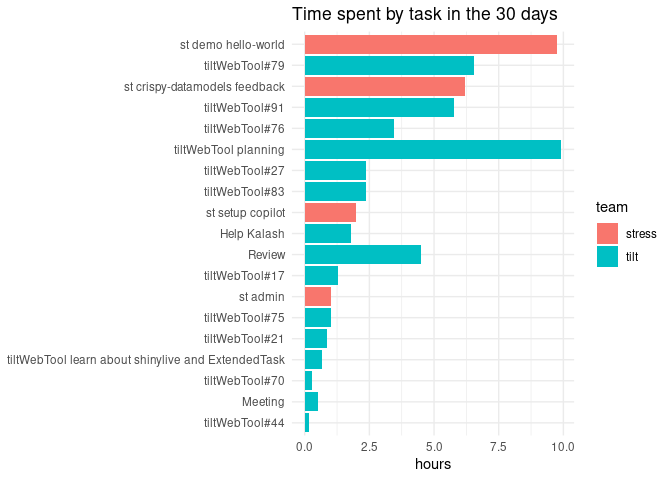 Time spent by task in the 30 days
st demo hello-world
tiltWebTool#79
st crispy-datamodels feedback
tiltWebTool#91
tiltWebTool#76
tiltWebTool planning
tiltWebTool#27
tiltWebTool#83
st setup copilot
Help Kalash
Review
tiltWebTool#17
st admin
tiltWebTool#75
tiltWebTool#21
tiltWebTool learn about shinylive and ExtendedTask
tiltWebTool#70
Meeting
tiltWebTool#44
0.0 2.5 5.0 7.5 10.0
hours
team
stress
tilt